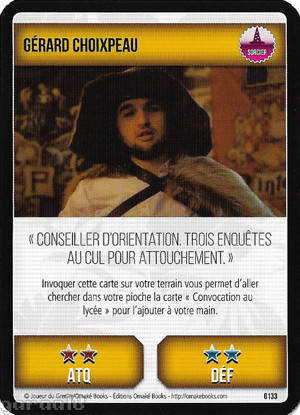 GÉRARD CHOIXPEAU
SORCIER
« CONSEILLER D'ORIENTATION. TROIS ENQUÊTES
AU CUL POUR ATTOUCHEMENT. »
Invoquer cette carte sur votre terrain vous permet d'aller
chercher dans votre pioche la carte « Convocation au
lycée » pour l'ajouter à votre main.
ATQ
DÉF
© Joueur du Grenier/Omaké Books - Éditions Omaké Books - http://omakebooks.com
0133